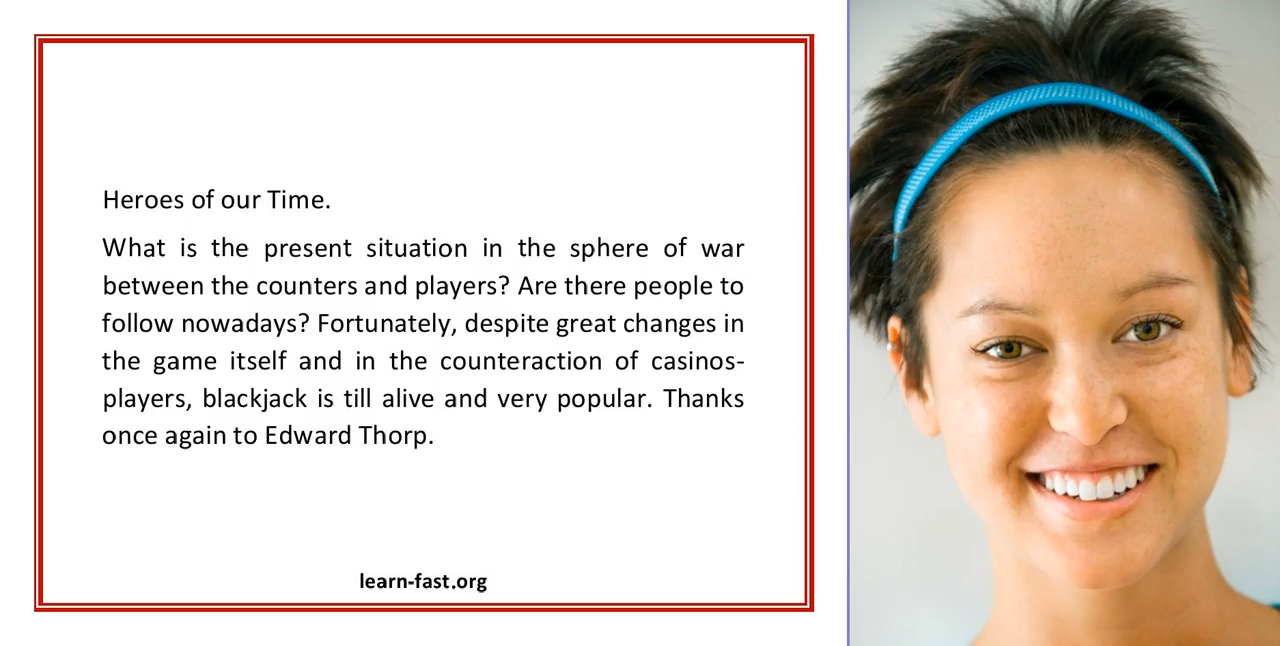 Heroes of our Time.
What is the present situation in the sphere of war
between the counters and players? Are there people to
follow nowadays? Fortunately, despite great changes in
the game itself and in the counteraction of casinos-
players, blackjack is till alive and very popular. Thanks
once again to Edward Thorp.
learn-fast.org